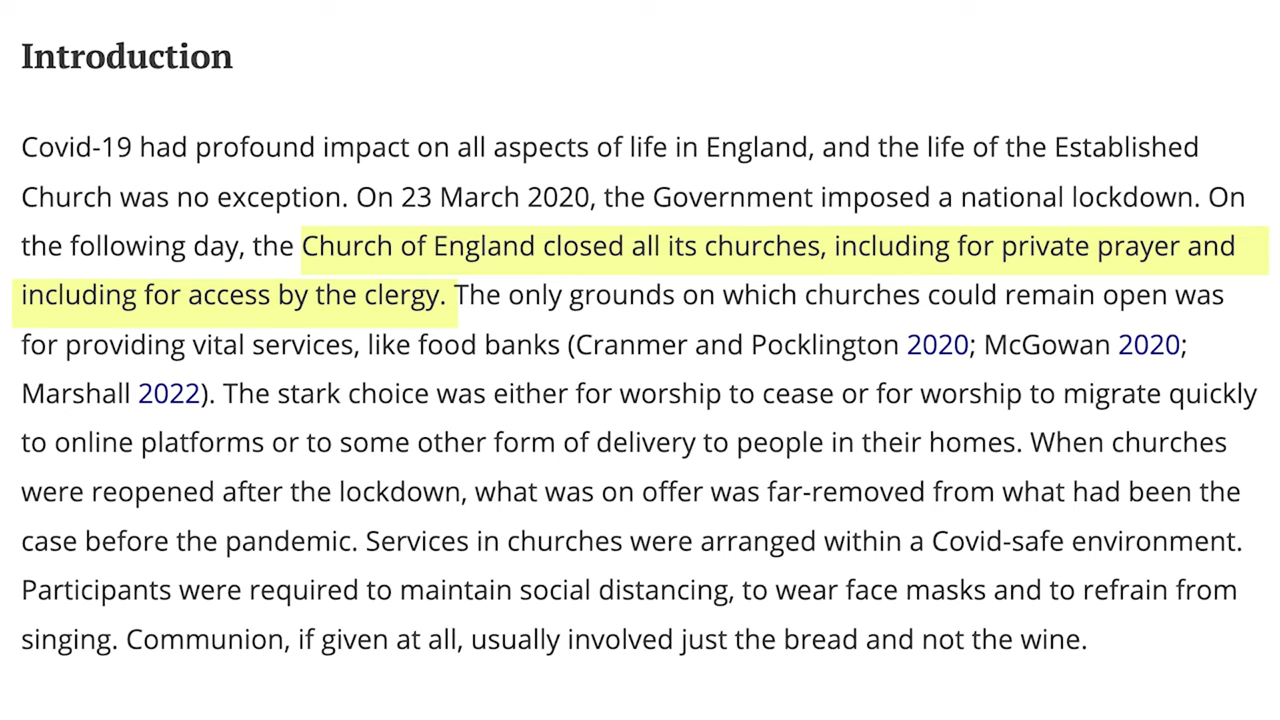 Introduction
Covid-19 had profound impact on all aspects of life in England, and the life of the Established
Church was no exception. On 23 March 2020, the Government imposed a national lockdown. On
the following day, the Church of England closed all its churches, including for private prayer and
including for access by the clergy. The only grounds on which churches could remain open was
for providing vital services, like food banks (Cranmer and Pocklington 2020; McGowan 2020;
Marshall 2022). The stark choice was either for worship to cease or for worship to migrate quickly
to online platforms or to some other form of delivery to people in their homes. When churches
were reopened after the lockdown, what was on offer was far-removed from what had been the
case before the pandemic. Services in churches were arranged within a Covid-safe environment.
Participants were required to maintain social distancing, to wear face masks and to refrain from
singing. Communion, if given at all, usually involved just the bread and not the wine.